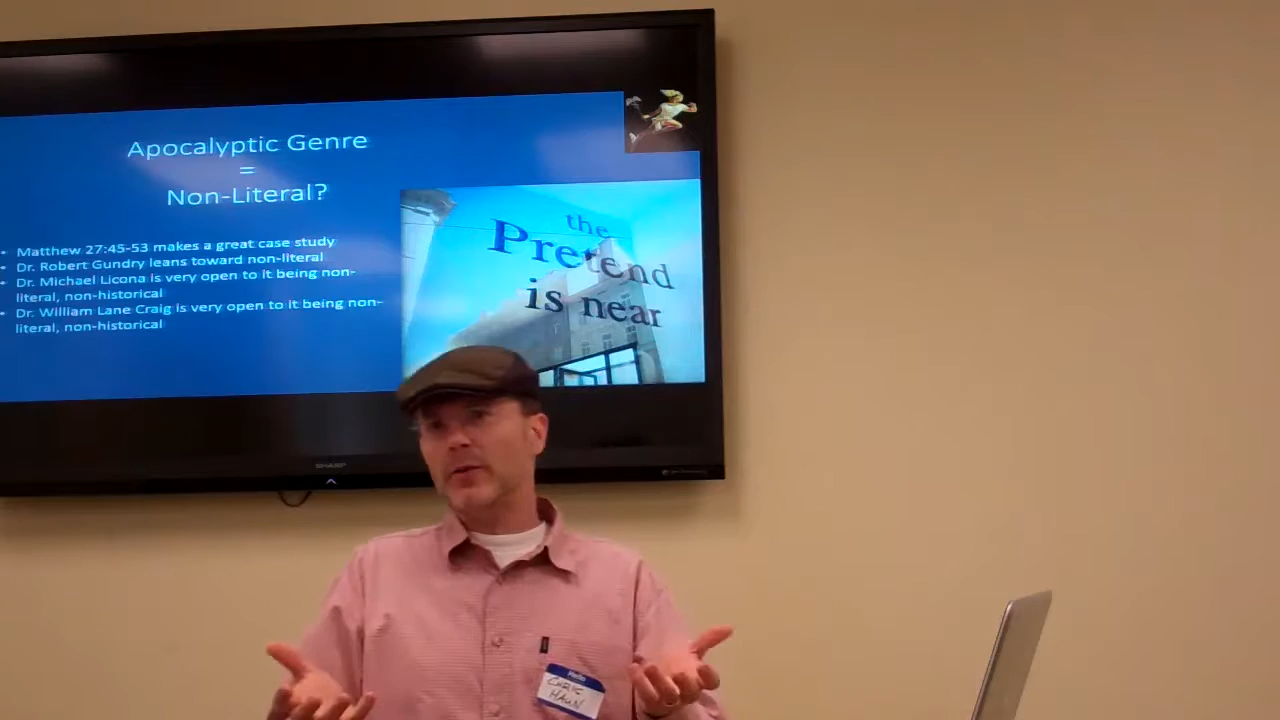 Apocalyptic Genre
=
Non-Literal?
• Matthew 27:45-53 makes a great case study
• Dr. Robert Gundry leans toward non-literal
• Dr. Michael Licona is very open to it being non-
literal, non-historical
• Dr. William Lane Craig is very open to it being non-
literal, non-historical
the
Pretend
is near
SHARP
Hello
CHRIS
HAUN